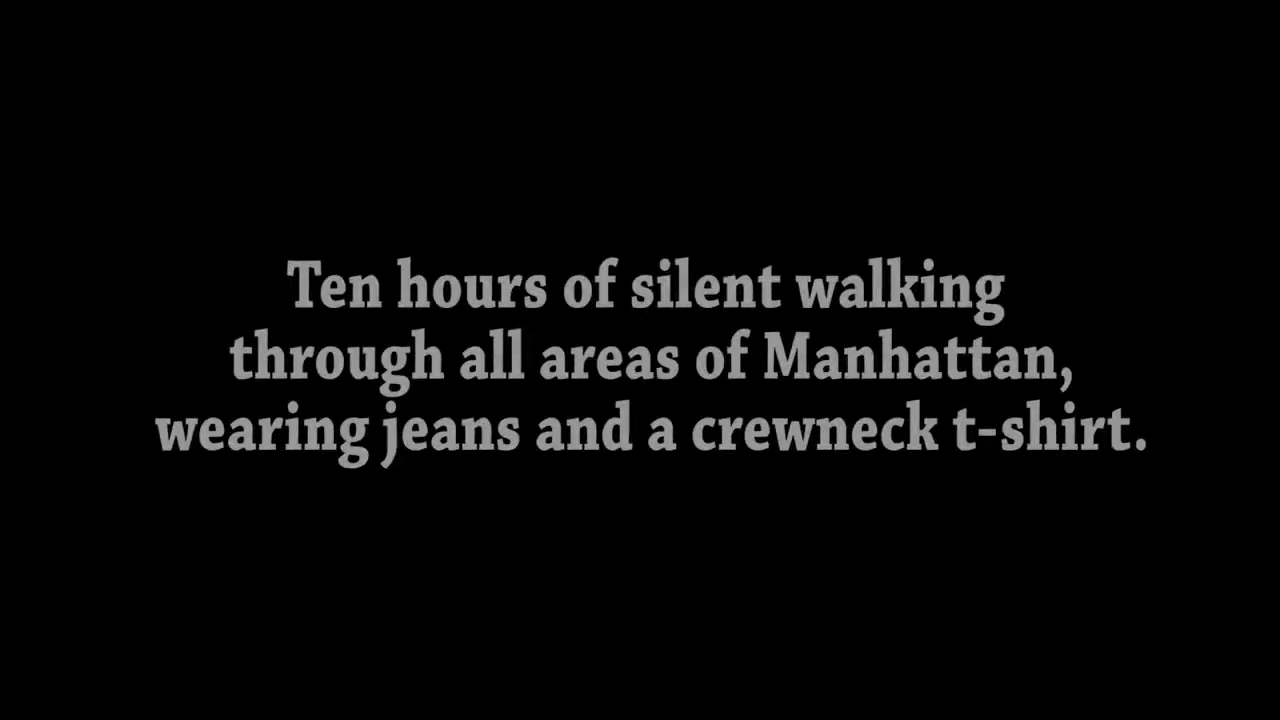 Ten hours of silent walking
through all areas of Manhattan,
wearing jeans and a crewneck t-shirt.